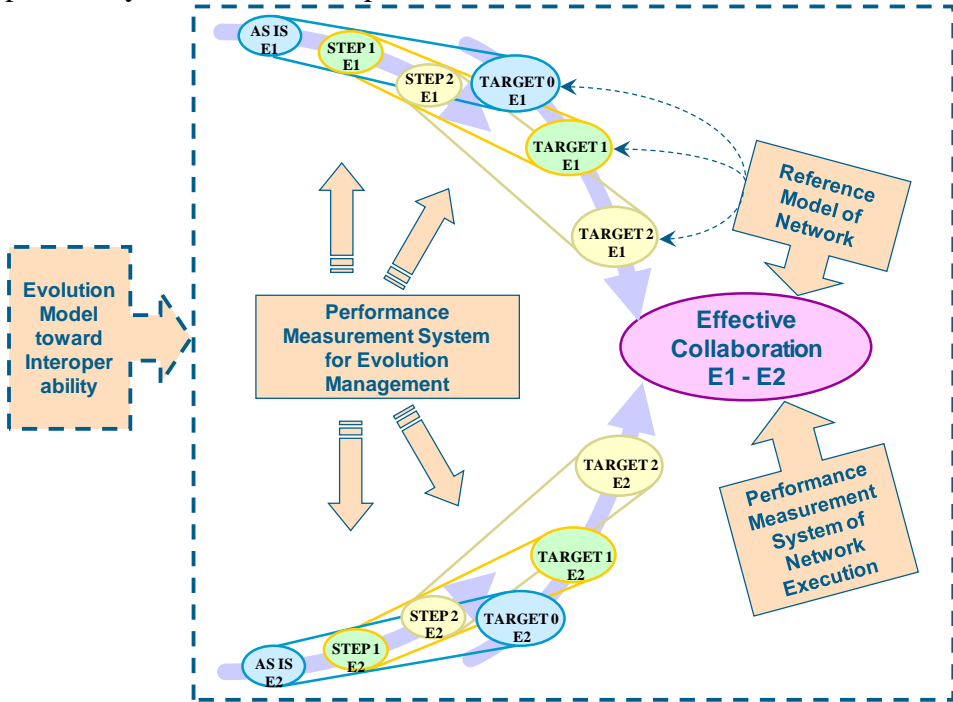 AS IS
E1
STEP 1
E1
STEP 2
E1
TARGET 0
E1
TARGET 1
E1
TARGET 2
E1
Reference
Model of
Network
Evolution
Model
toward
Interoper
ability
Performance
Measurement System
for Evolution
Management
Effective
Collaboration
E1 - E2
TARGET 2
E2
TARGET 1
E2
STEP 2
E2
TARGET 0
E2
STEP 1
E2
AS IS
E2
Performance
Measurement
System of
Network
Execution